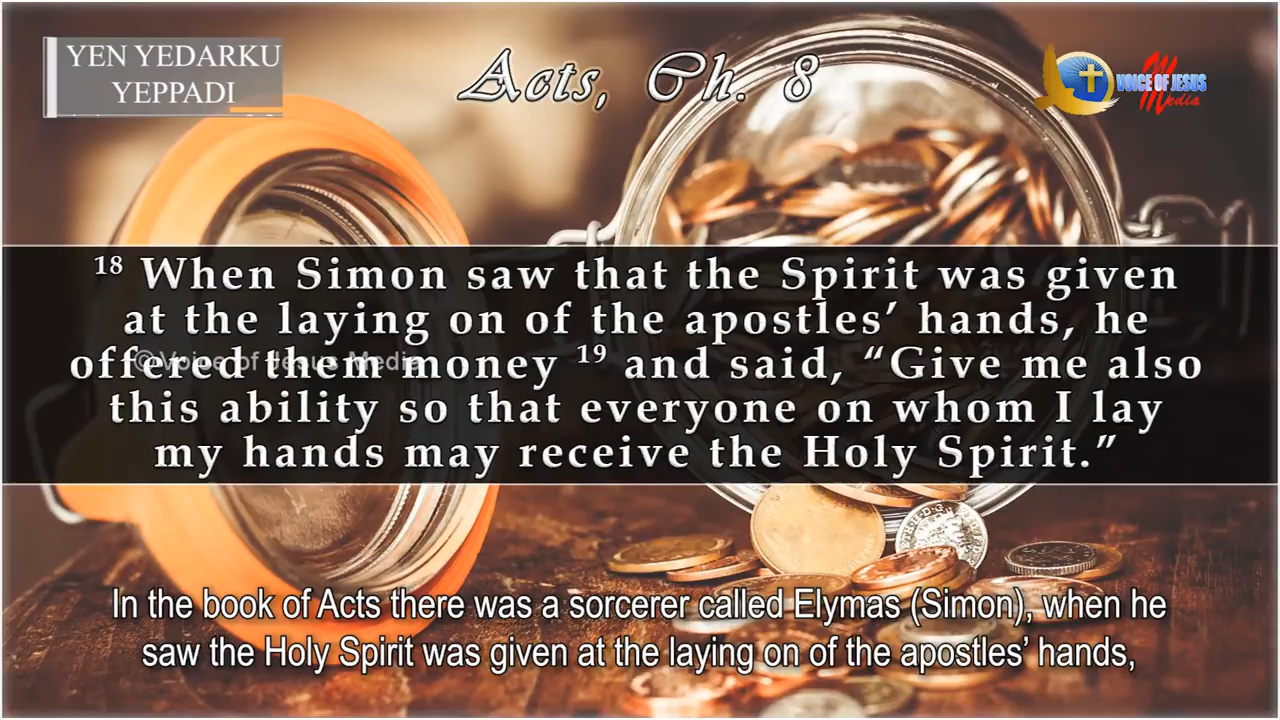 YEN YEDARKU
YEPPADI
Acts, Ch. 8
VOICE OF JESUS
Media
18 When Simon saw that the Spirit was given
at the laying on of the apostles’ hands, he
offered them money 19 and said, “Give me also
this ability so that everyone on whom I lay
my hands may receive the Holy Spirit.”
©Voice of Jesus Media
In the book of Acts there was a sorcerer called Elymas (Simon), when he
saw the Holy Spirit was given at the laying on of the apostles’ hands,